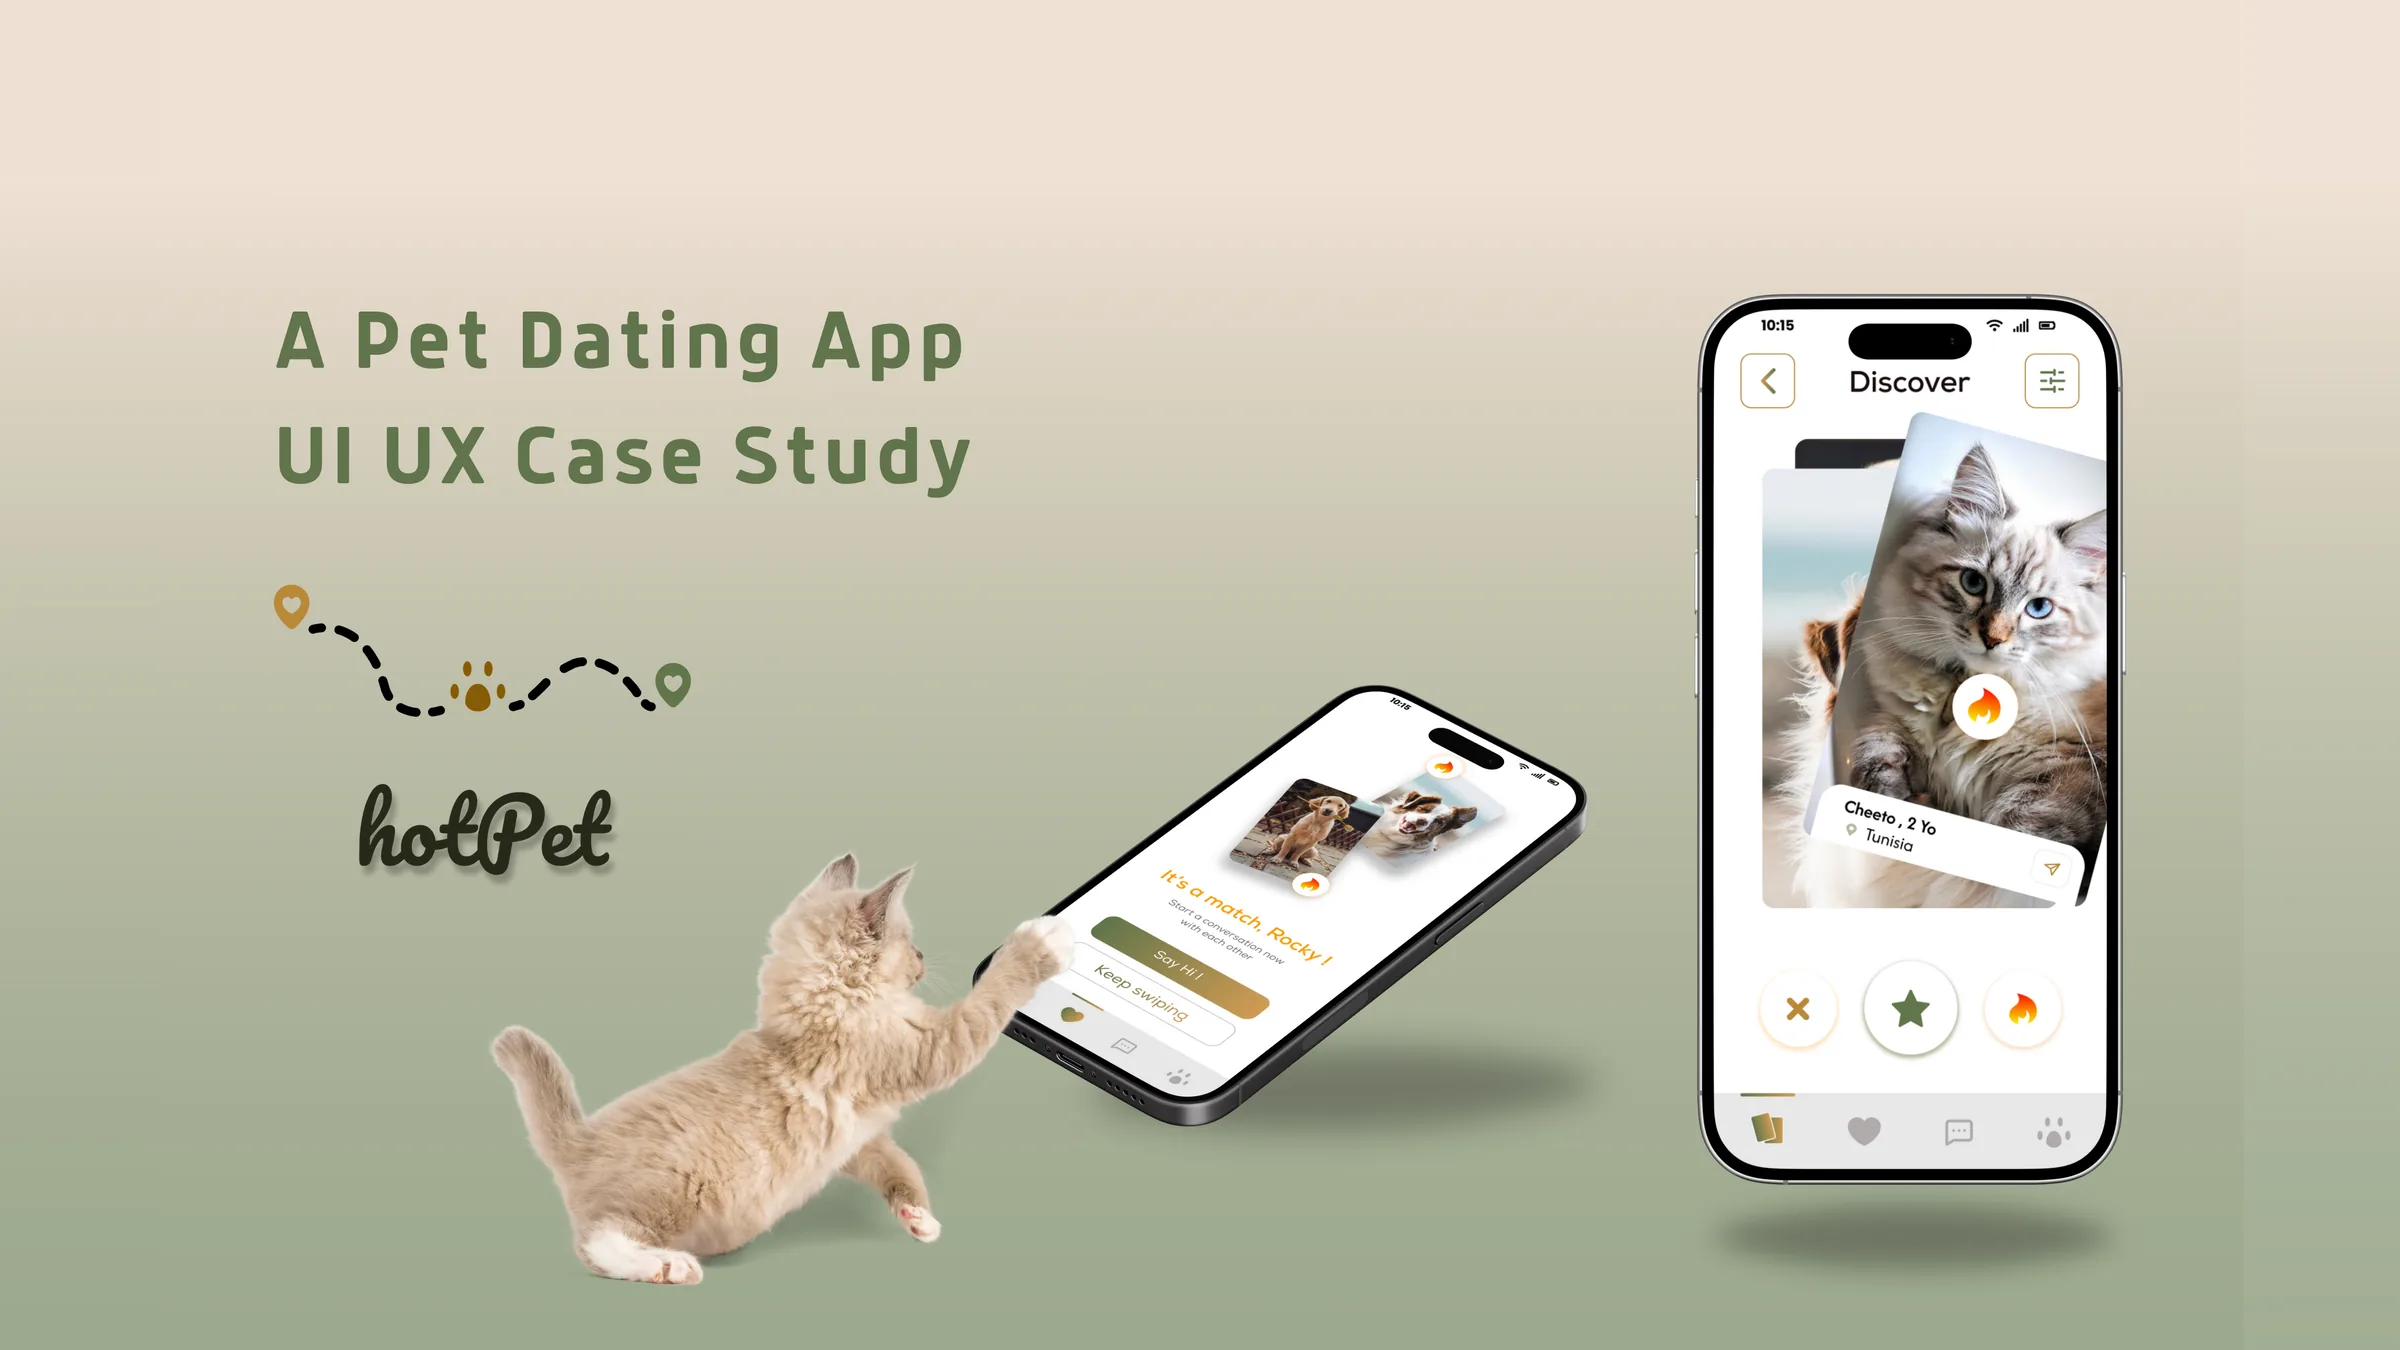 A Pet Dating App
UI UX Case Study
hotPet
10:15
It's a match, Rocky !
Start a conversation now
with each other
Say Hi !
Keep swiping
10:15
Discover
Cheeto , 2 Yo
Tunisia